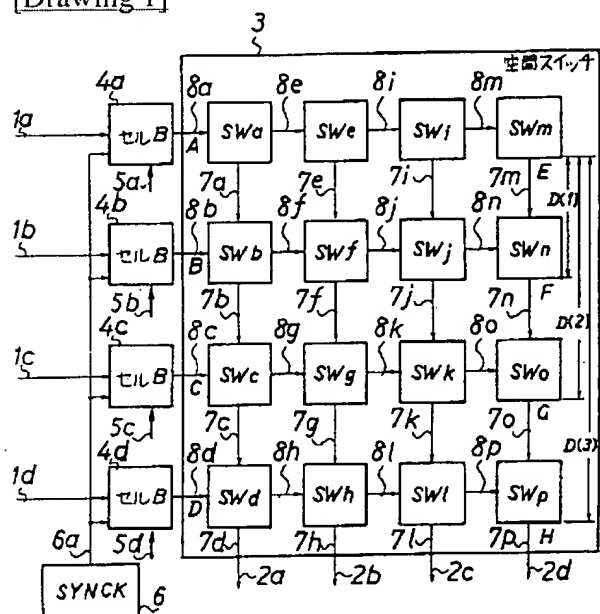 [Drawing 1]
3
空間スイッチ
4a 8a 8e 8i 8m
1a セルB A SWa SWe SWi SWm
5a 7a 7e 7i 7m E
4b 8b 8f 8j 8n D(1)
1b セルB B SWb SWf SWj SWn
5b 7b 7f 7j 7n F
4c 8c 8g 8k 8o D(2)
1c セルB C SWc SWg SWk SWo
5c 7c 7g 7k 7o G
4d 8d 8h 8l 8p D(3)
1d セルB D SWd SWh SWl SWp
6a 5d 7d 7h 7l 7p H
2a 2b 2c 2d
SYNCK 6